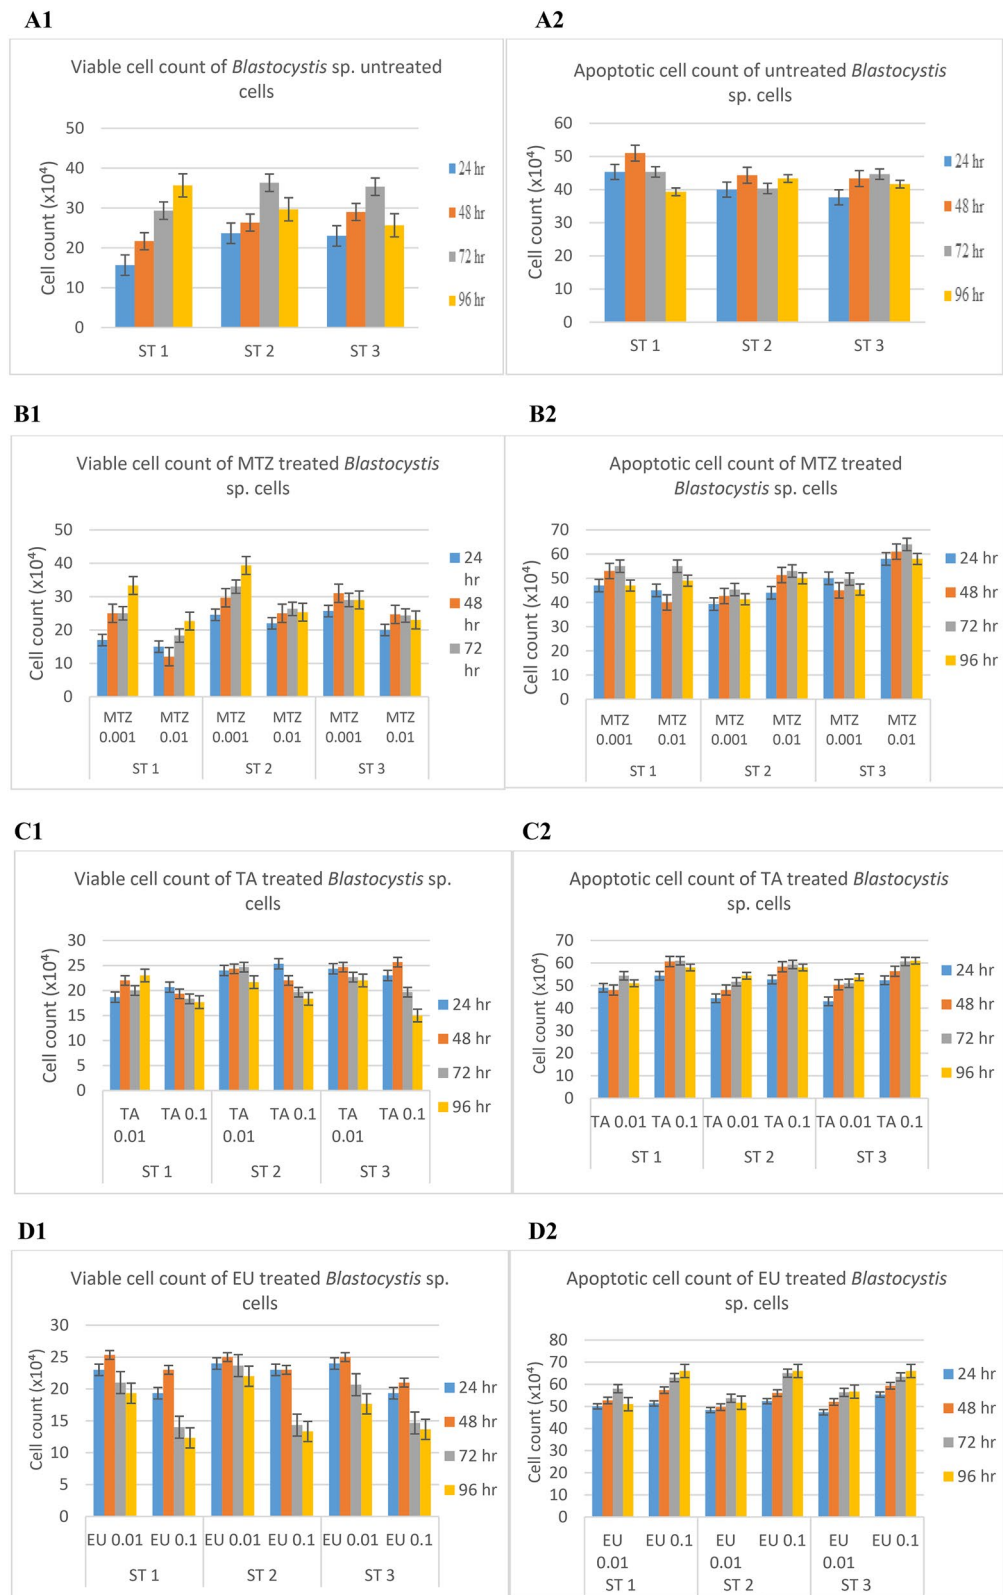 A1
Viable cell count of Blastocystis sp. untreated
cells
Cell count (x10⁴)
50
40
30
20
10
0
ST 1 ST 2 ST 3
24 hr
48 hr
72 hr
96 hr
A2
Apoptotic cell count of untreated Blastocystis
sp. cells
Cell count (x10⁴)
60
50
40
30
20
10
0
ST 1 ST 2 ST 3
24 hr
48 hr
72 hr
96 hr
B1
Viable cell count of MTZ treated Blastocystis
sp. cells
Cell count (x10⁴)
50
40
30
20
10
0
MTZ MTZ MTZ MTZ MTZ MTZ
0.001 0.01 0.001 0.01 0.001 0.01
ST 1 ST 2 ST 3
24
hr
48
hr
72
hr
B2
Apoptotic cell count of MTZ treated
Blastocystis sp. cells
Cell count (x10⁴)
70
60
50
40
30
20
10
0
MTZ MTZ MTZ MTZ MTZ MTZ
0.001 0.01 0.001 0.01 0.001 0.01
ST 1 ST 2 ST 3
24 hr
48 hr
72 hr
96 hr
C1
Viable cell count of TA treated Blastocystis sp.
cells
Cell count (x10⁴)
30
25
20
15
10
5
0
TA TA 0.1 TA TA 0.1 TA TA 0.1
0.01 0.01 0.01
ST 1 ST 2 ST 3
24 hr
48 hr
72 hr
96 hr
C2
Apoptotic cell count of TA treated Blastocystis
sp. cells
Cell count (x10⁴)
70
60
50
40
30
20
10
0
TA 0.01 TA 0.1 TA 0.01 TA 0.1 TA 0.01 TA 0.1
ST 1 ST 2 ST 3
24 hr
48 hr
72 hr
96 hr
D1
Viable cell count of EU treated Blastocystis sp.
cells
Cell count (x10⁴)
30
25
20
15
10
5
0
EU 0.01 EU 0.1 EU 0.01 EU 0.1 EU 0.01 EU 0.1
ST 1 ST 2 ST 3
24 hr
48 hr
72 hr
96 hr
D2
Apoptotic cell count of EU treated Blastocystis
sp. cells
Cell count (x10⁴)
80
70
60
50
40
30
20
10
0
EU EU 0.1 EU EU 0.1 EU EU 0.1
0.01 0.01 0.01
ST 1 ST 2 ST 3
24 hr
48 hr
72 hr
96 hr